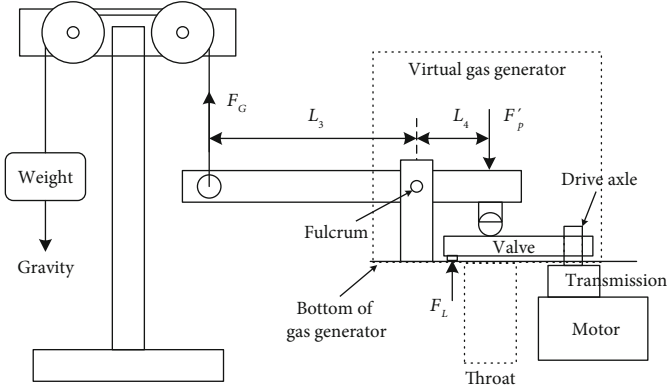 Virtual gas generator
F_G
L_3
L_4
F'_p
Weight
Drive axle
Fulcrum
Valve
Gravity
Transmission
Bottom of
gas generator
F_L
Motor
Throat